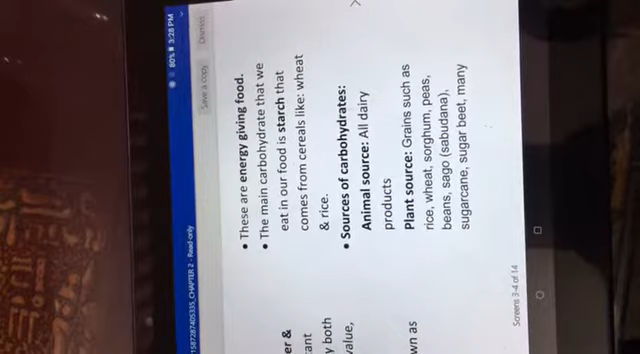 80% 3:28 PM
1587287405335_CHAPTER 2 - Read-only
Save a copy Dismiss
er &
ant
y both
value,
wn as
• These are energy giving food.
• The main carbohydrate that we
eat in our food is starch that
comes from cereals like: wheat
& rice.
• Sources of carbohydrates:
Animal source: All dairy
products
Plant source: Grains such as
rice, wheat, sorghum, peas,
beans, sago (sabudana),
sugarcane, sugar beet, many
Screens 3-4 of 14